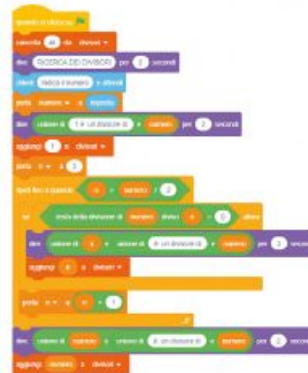 quando si clicca su
cancella all da divisori
dire RICERCA DEI DIVISORI per 2 secondi
chiedi Indica il numero e attendi
porta numero a risposta
dire unione di 1 è un divisore di e numero per 2 secondi
aggiungi 1 a divisori
porta n a
ripeti fino a quando n > numero / 2
se resto della divisione di numero diviso n = 0 allora
dire unione di n e unione di è un divisore di e numero per 2 secondi
aggiungi n a divisori
porta n a n + 1
dire unione di numero e unione di è un divisore di e numero per 2 secondi
aggiungi numero a divisori